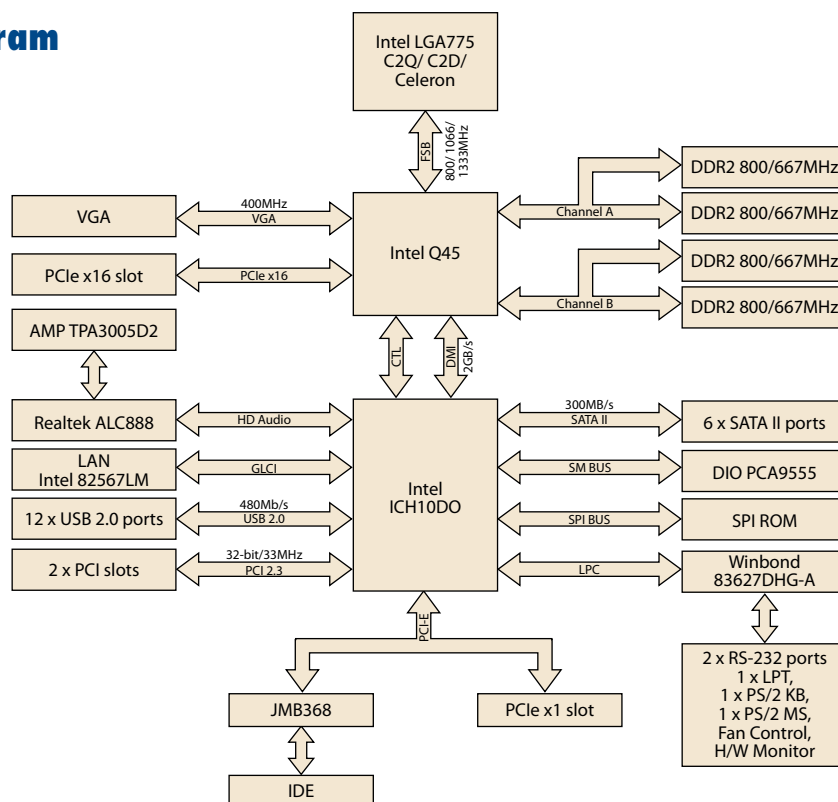 ram
Intel LGA775
C2Q/ C2D/
Celeron
FSB
800/ 1066/
1333MHz
DDR2 800/667MHz
DDR2 800/667MHz
DDR2 800/667MHz
DDR2 800/667MHz
Channel A
Channel B
VGA
400MHz
VGA
Intel Q45
PCIe x16 slot
PCIe x16
AMP TPA3005D2
CTL
DMI
2GB/s
Realtek ALC888
HD Audio
LAN
Intel 82567LM
GLCI
12 x USB 2.0 ports
480Mb/s
USB 2.0
2 x PCI slots
32-bit/33MHz
PCI 2.3
Intel
ICH10DO
300MB/s
SATA II
6 x SATA II ports
SM BUS
DIO PCA9555
SPI BUS
SPI ROM
LPC
Winbond
83627DHG-A
PCI-E
2 x RS-232 ports
1 x LPT,
1 x PS/2 KB,
1 x PS/2 MS,
Fan Control,
H/W Monitor
JMB368
PCIe x1 slot
IDE